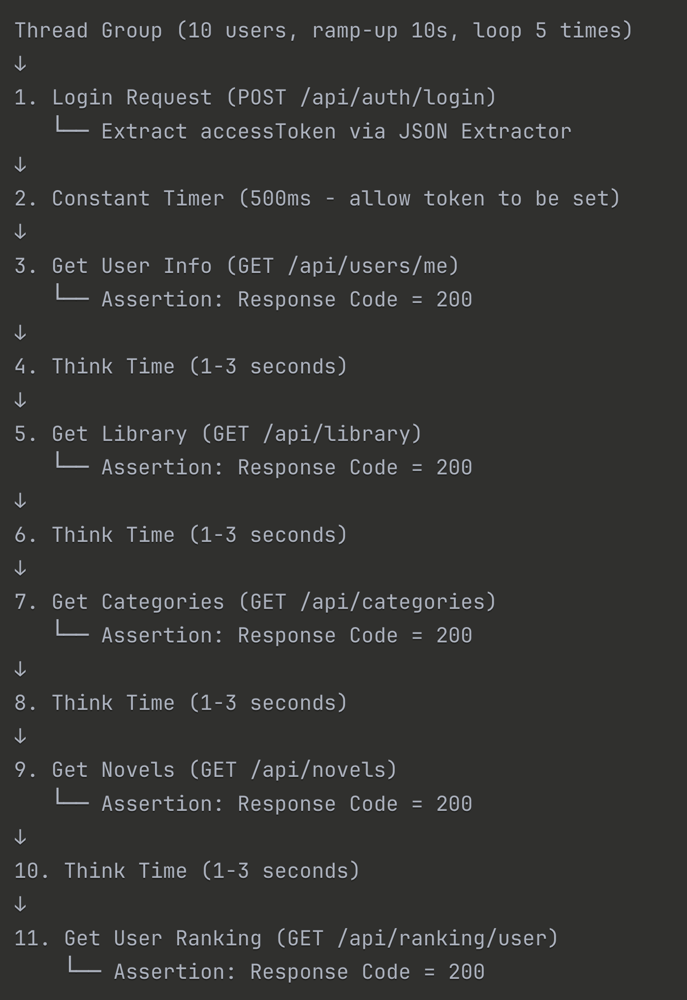 Thread Group (10 users, ramp-up 10s, loop 5 times)
↓
1. Login Request (POST /api/auth/login)
   └── Extract accessToken via JSON Extractor
↓
2. Constant Timer (500ms - allow token to be set)
↓
3. Get User Info (GET /api/users/me)
   └── Assertion: Response Code = 200
↓
4. Think Time (1-3 seconds)
↓
5. Get Library (GET /api/library)
   └── Assertion: Response Code = 200
↓
6. Think Time (1-3 seconds)
↓
7. Get Categories (GET /api/categories)
   └── Assertion: Response Code = 200
↓
8. Think Time (1-3 seconds)
↓
9. Get Novels (GET /api/novels)
   └── Assertion: Response Code = 200
↓
10. Think Time (1-3 seconds)
↓
11. Get User Ranking (GET /api/ranking/user)
    └── Assertion: Response Code = 200